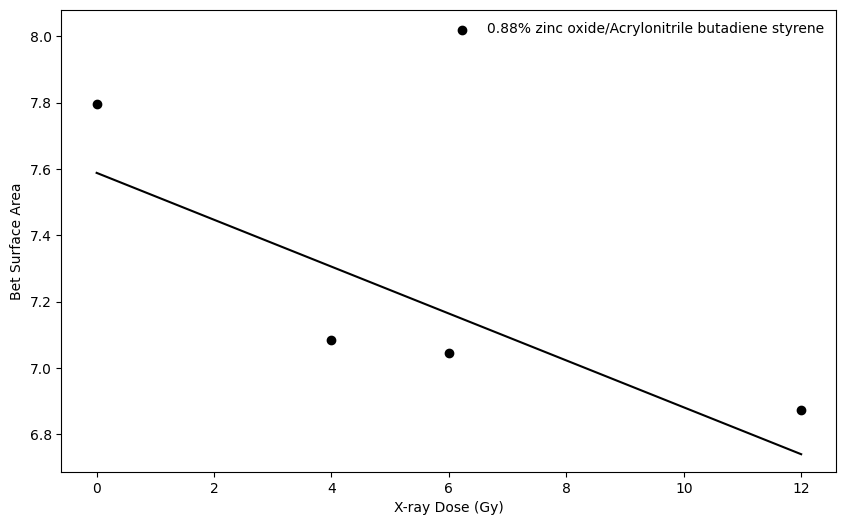 0.88% zinc oxide/Acrylonitrile butadiene styrene
8.0
7.8
7.6
7.4
7.2
7.0
6.8
Bet Surface Area
0 2 4 6 8 10 12
X-ray Dose (Gy)